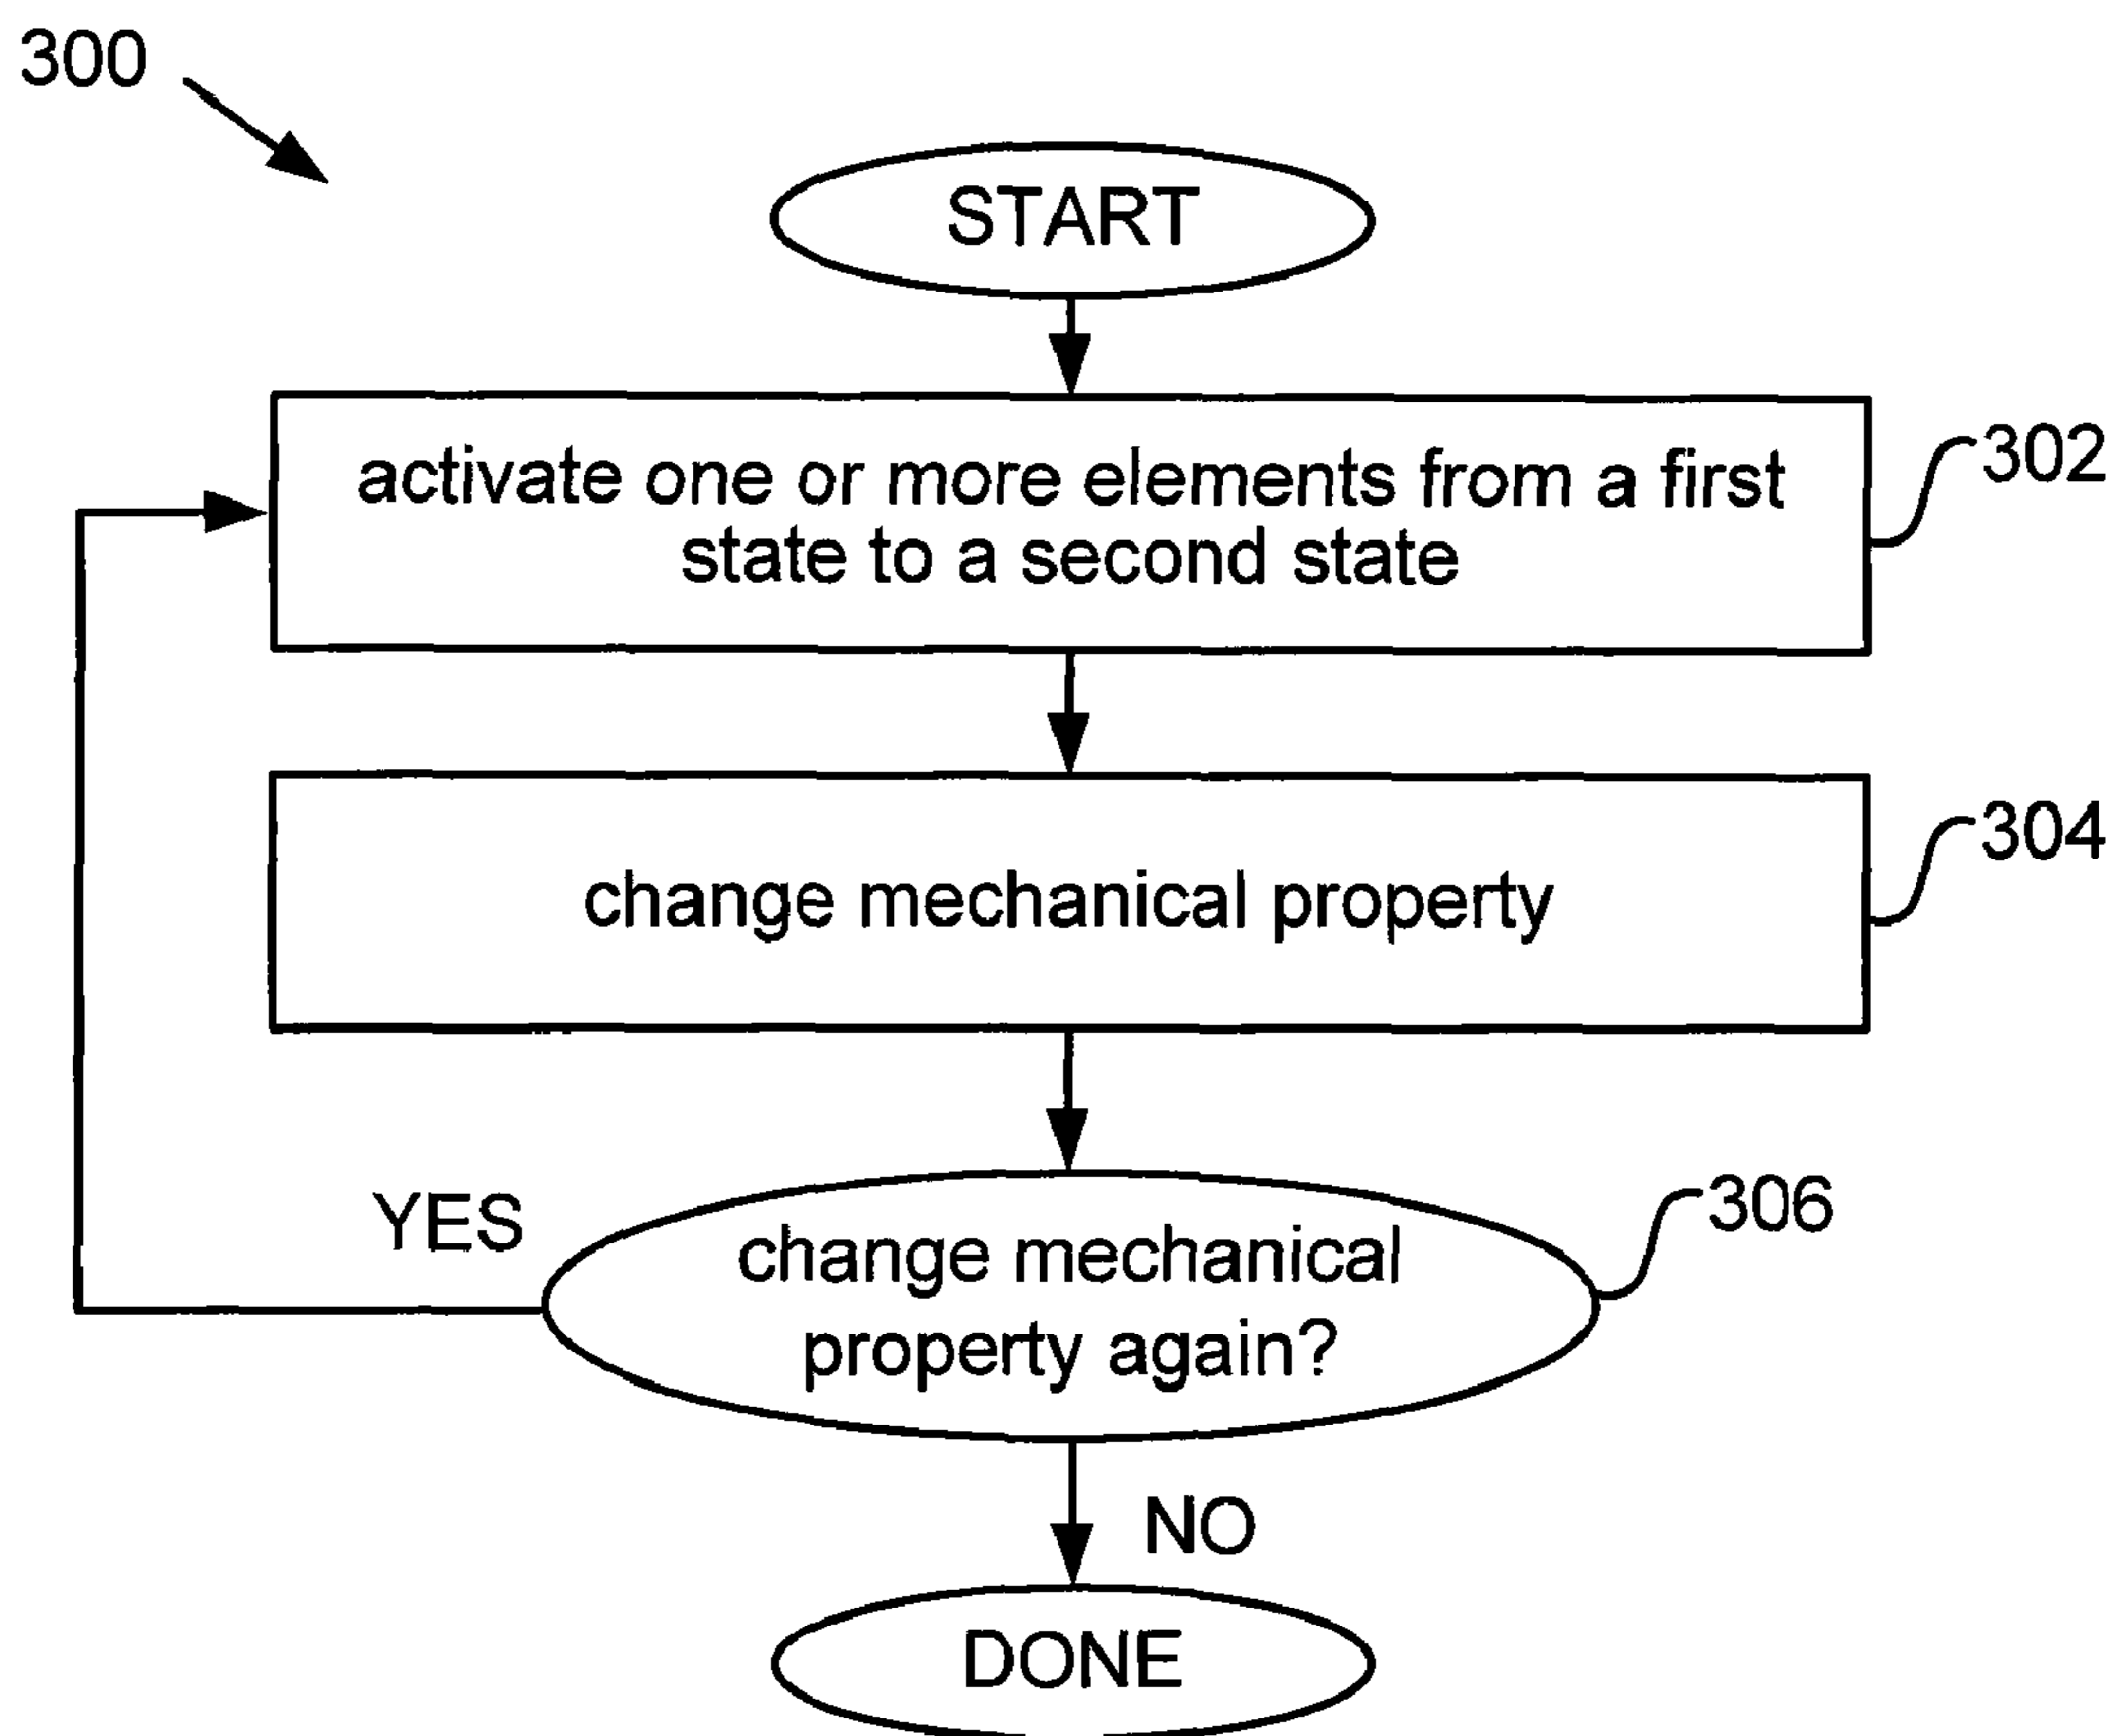 300
START
activate one or more elements from a first
state to a second state
302
change mechanical property
304
YES
change mechanical
property again?
306
NO
DONE